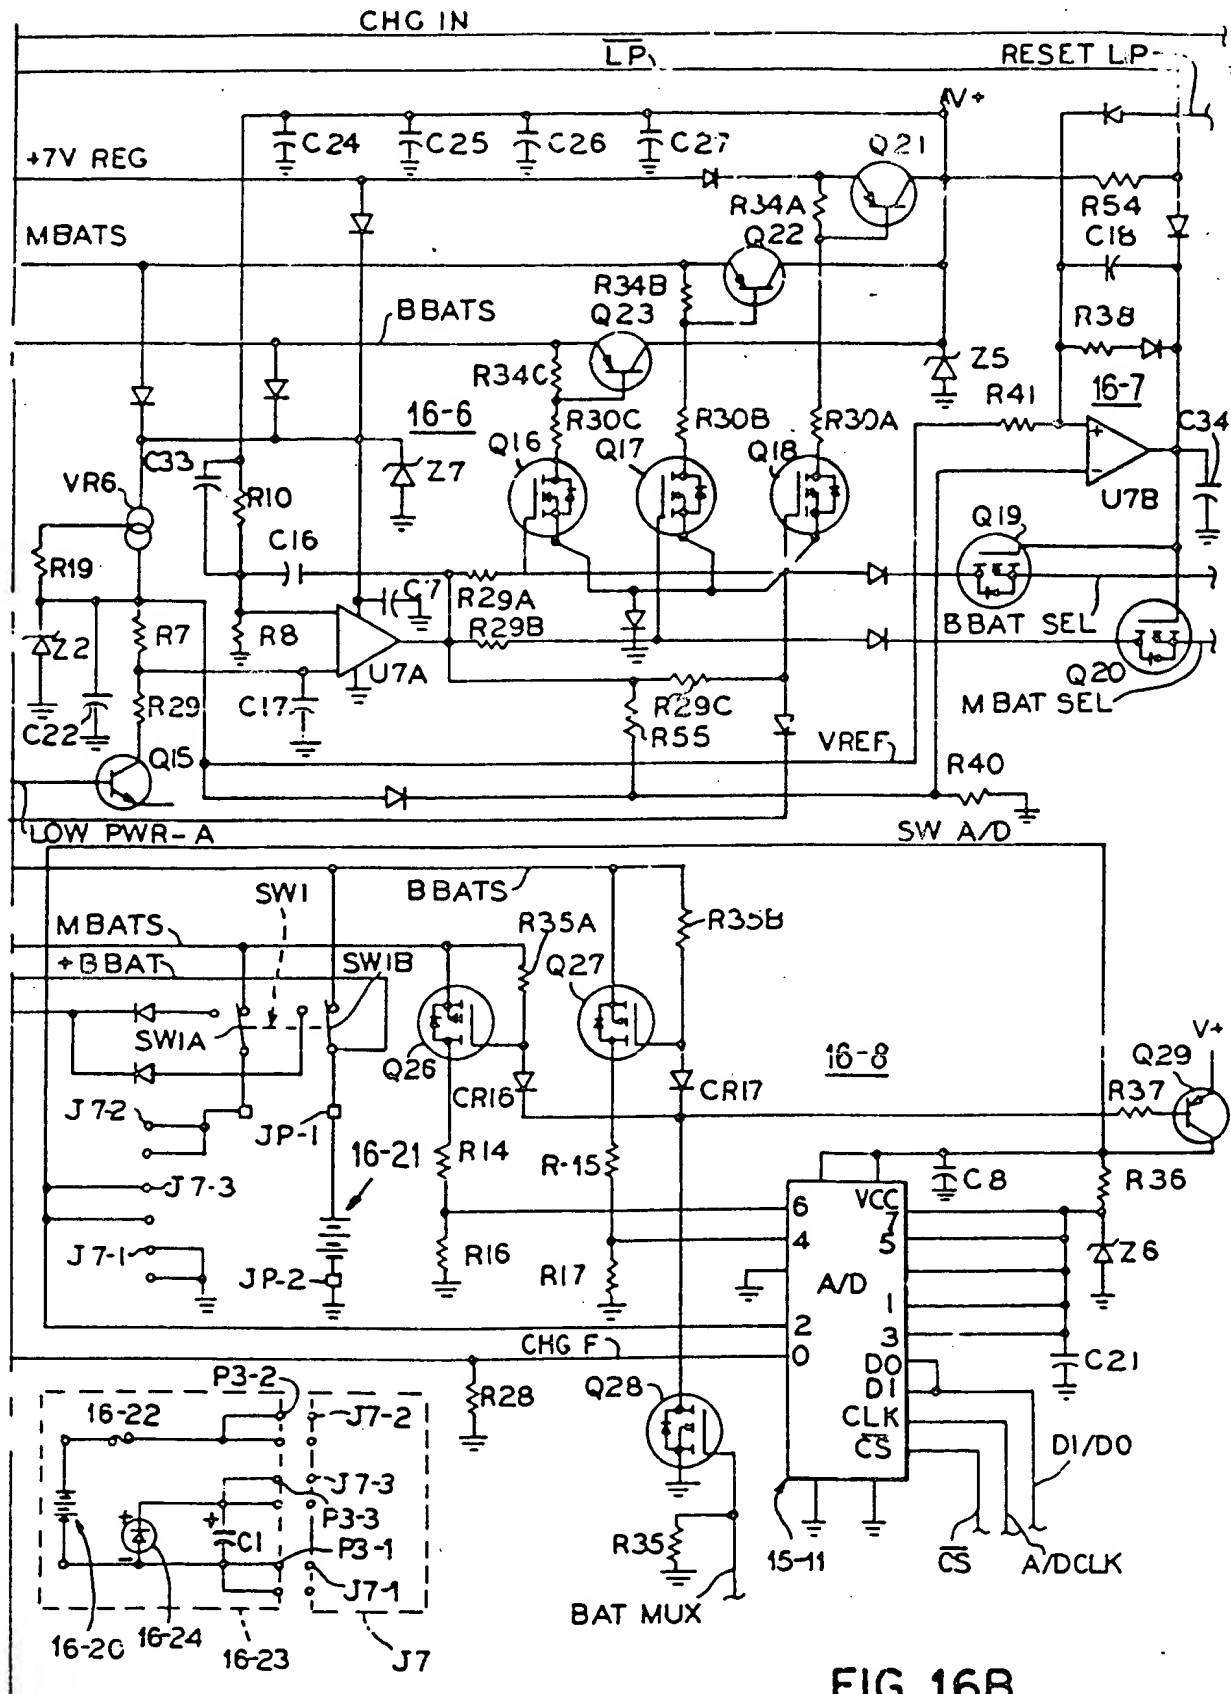 CHG IN
LP
RESET LP
V+
C24 C25 C26 C27 Q21
+7V REG
R34A
R54
Q22
C18
MBATS
R34B
Q23
BBATS
R38
R34C
Z5
16-7
R41
16-6
R30C R30B R30A
C34
Q16 Q17 Q18
C33
Z7
VR6
R10
U7B
Q19
C16
R19
C7
R29A
R8
R29B
BBAT SEL
Z2
R7
U7A
Q20
R29C
MBAT SEL
C22
R29
C17
R55
Q15
VREF
R40
LOW PWR-A
SW A/D
BBATS
SW1
R35B
MBATS
R35A
+BBAT
SW1B
Q27
V+
SW1A
Q26
16-8
Q29
CR16
CR17
R37
J7-2
JP-1
16-21
R14
R-15
C8
R36
J7-3
6
VCC
7
4
5
J7-1
R16
Z6
JP-2
R17
A/D
1
2
3
CHG F
0
C21
P3-2
DO
R28
Q28
DI
16-22
J7-2
CLK
CS
DI/DO
J7-3
P3-3
+
+
C1
P3-1
-
R35
15-11
J7-1
CS
A/DCLK
BAT MUX
16-20
16-24
16-23
J7
FIG. 16B